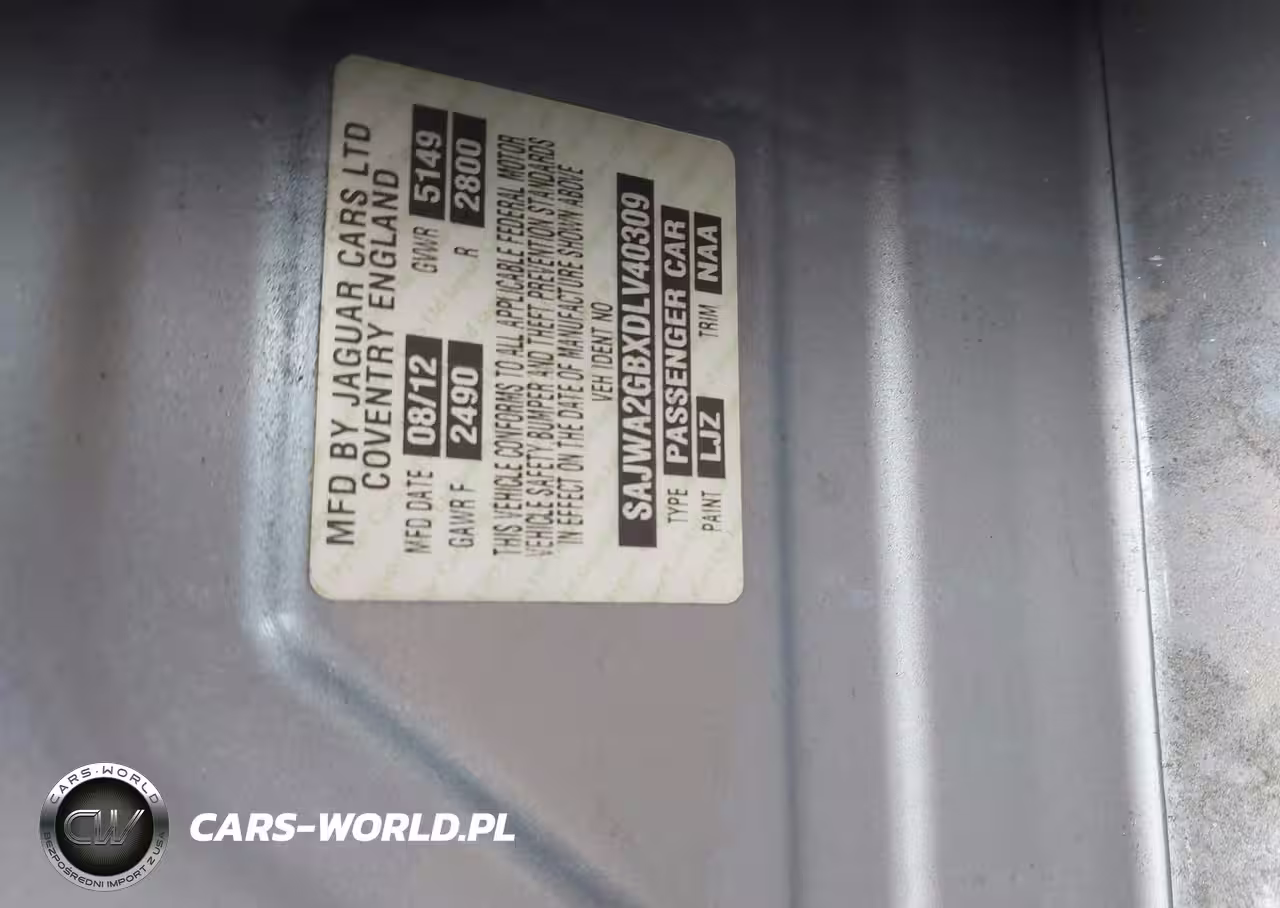 MFD BY JAGUAR CARS LTD
COVENTRY ENGLAND
MFD DATE 08/12 GVWR 5149
GAWR F 2490 R 2800
THIS VEHICLE CONFORMS TO ALL APPLICABLE FEDERAL MOTOR
VEHICLE SAFETY BUMPER AND THEFT PREVENTION STANDARDS
IN EFFECT ON THE DATE OF MANUFACTURE SHOWN ABOVE
VEH IDENT NO
SAJWA2GBXDLV40309
TYPE PASSENGER CAR
PAINT LJZ TRIM NAA
CARS-WORLD
CW
BEZPOŚREDNI IMPORT Z USA
CARS-WORLD.PL